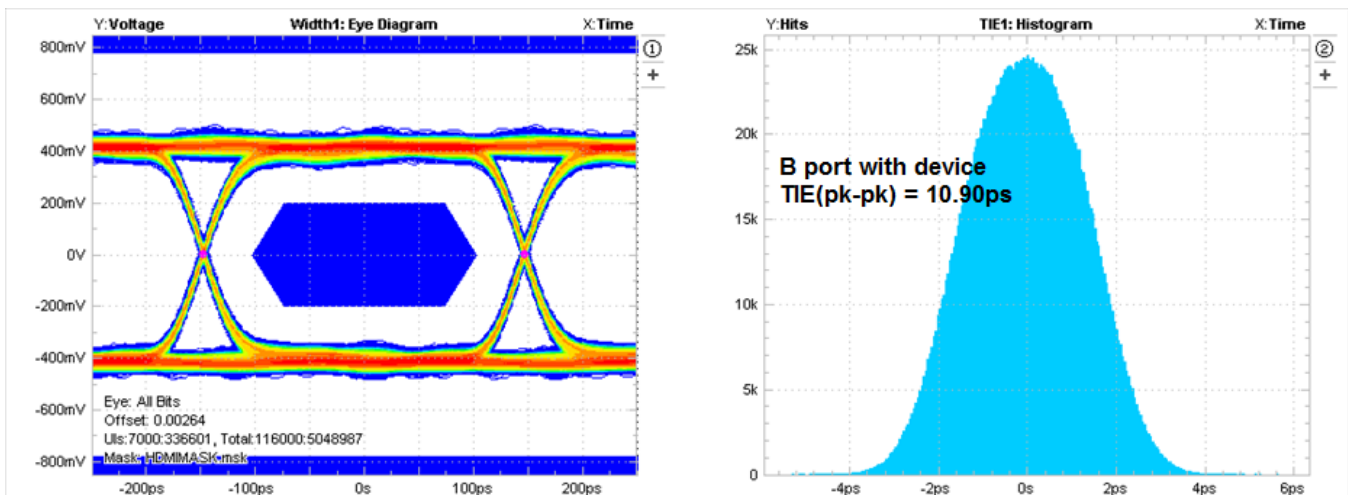 Y:Voltage Width1: Eye Diagram X:Time
800mV
600mV
400mV
200mV
0V
-200mV
-400mV
-600mV
-800mV
Eye: All Bits
Offset: 0.00264
UIs:7000:336601, Total:116000:5048987
Mask: HDMIMASK.msk
-200ps -100ps 0s 100ps 200ps
①
+
Y:Hits TIE1: Histogram X:Time
25k
20k
15k
10k
5k
0
B port with device
TIE(pk-pk) = 10.90ps
-4ps -2ps 0s 2ps 4ps 6ps
②
+